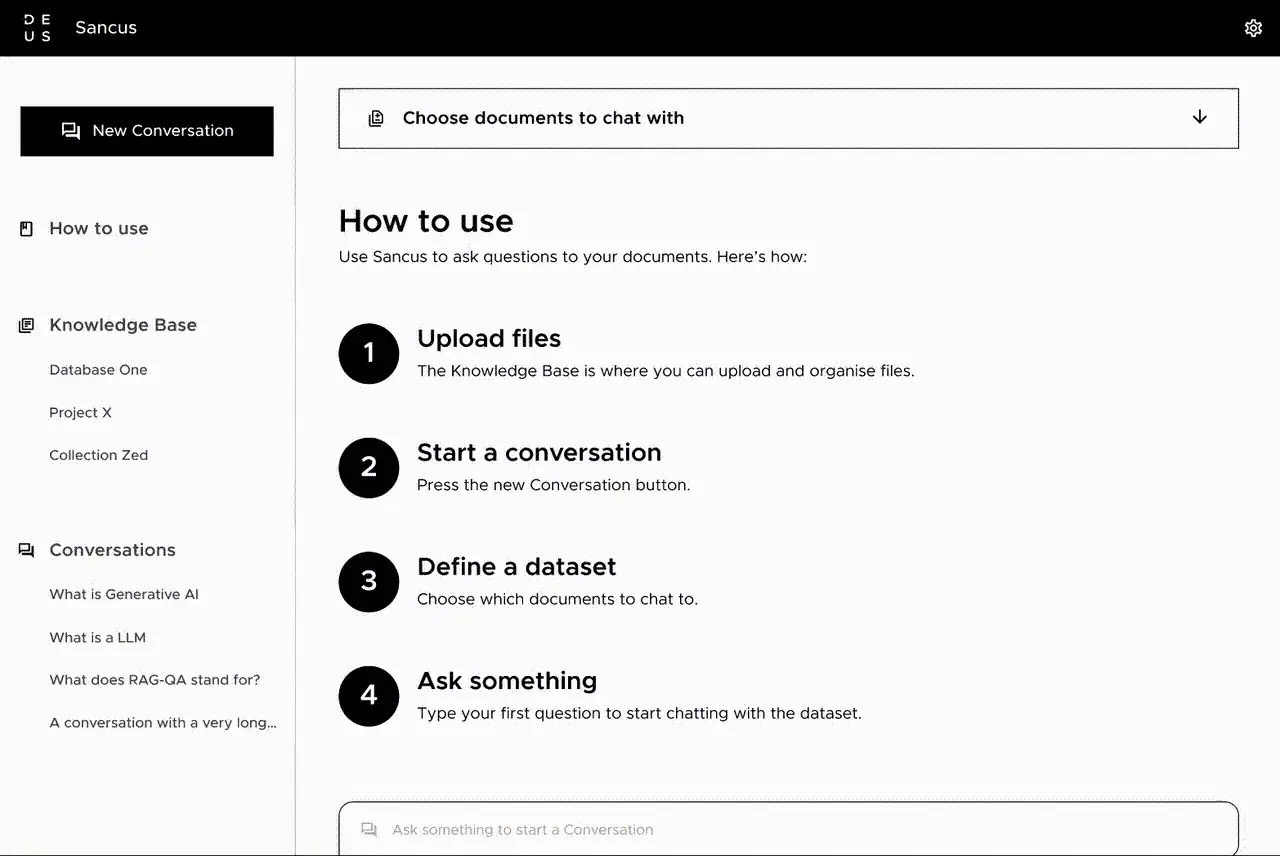 DE
US
Sancus
New Conversation
How to use
Knowledge Base
Database One
Project X
Collection Zed
Conversations
What is Generative AI
What is a LLM
What does RAG-QA stand for?
A conversation with a very long...
Choose documents to chat with
How to use
Use Sancus to ask questions to your documents. Here's how:
1
Upload files
The Knowledge Base is where you can upload and organise files.
2
Start a conversation
Press the new Conversation button.
3
Define a dataset
Choose which documents to chat to.
4
Ask something
Type your first question to start chatting with the dataset.
Ask something to start a Conversation